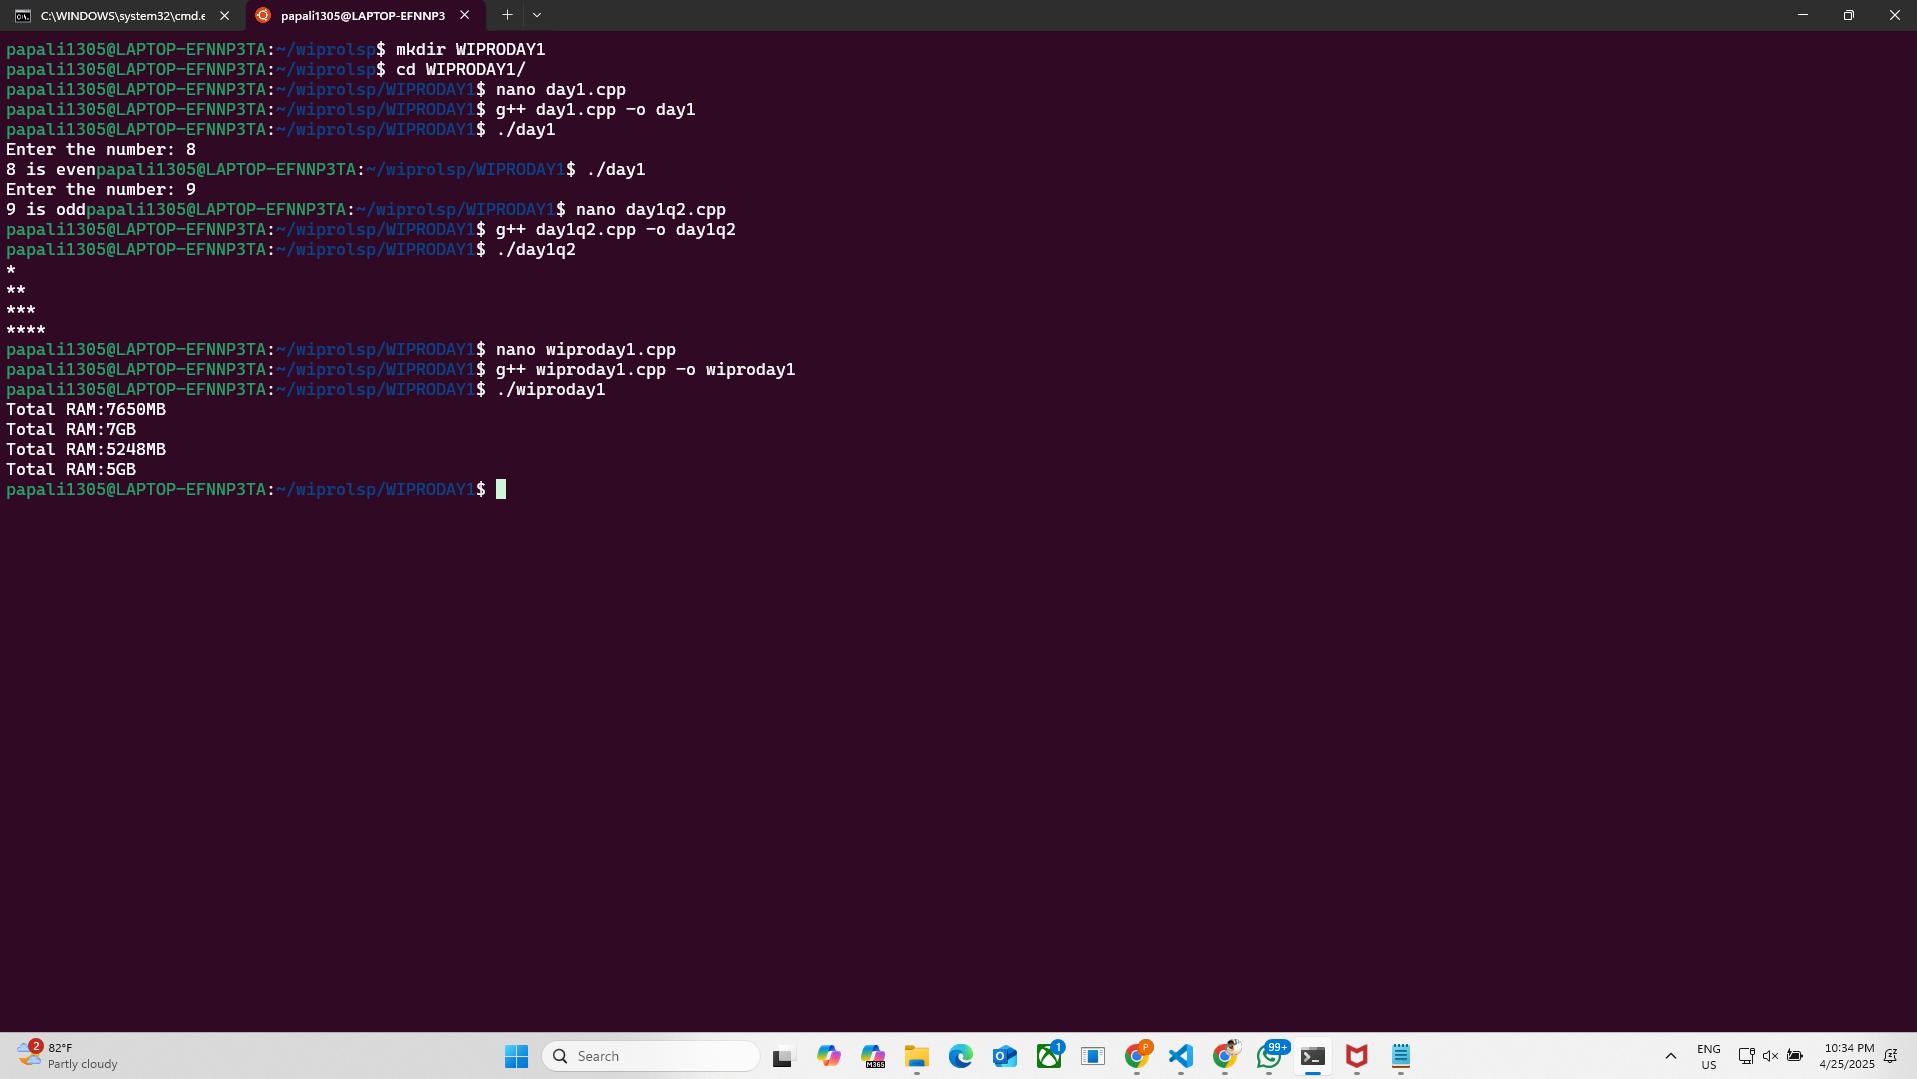 C:\WINDOWS\system32\cmd.e
papali1305@LAPTOP-EFNNP3
papali1305@LAPTOP-EFNNP3TA:~/wiprolsp$ mkdir WIPRODAY1
papali1305@LAPTOP-EFNNP3TA:~/wiprolsp$ cd WIPRODAY1/
papali1305@LAPTOP-EFNNP3TA:~/wiprolsp/WIPRODAY1$ nano day1.cpp
papali1305@LAPTOP-EFNNP3TA:~/wiprolsp/WIPRODAY1$ g++ day1.cpp -o day1
papali1305@LAPTOP-EFNNP3TA:~/wiprolsp/WIPRODAY1$ ./day1
Enter the number: 8
8 is evenpapali1305@LAPTOP-EFNNP3TA:~/wiprolsp/WIPRODAY1$ ./day1
Enter the number: 9
9 is oddpapali1305@LAPTOP-EFNNP3TA:~/wiprolsp/WIPRODAY1$ nano day1q2.cpp
papali1305@LAPTOP-EFNNP3TA:~/wiprolsp/WIPRODAY1$ g++ day1q2.cpp -o day1q2
papali1305@LAPTOP-EFNNP3TA:~/wiprolsp/WIPRODAY1$ ./day1q2
*
**
***
****
papali1305@LAPTOP-EFNNP3TA:~/wiprolsp/WIPRODAY1$ nano wiproday1.cpp
papali1305@LAPTOP-EFNNP3TA:~/wiprolsp/WIPRODAY1$ g++ wiproday1.cpp -o wiproday1
papali1305@LAPTOP-EFNNP3TA:~/wiprolsp/WIPRODAY1$ ./wiproday1
Total RAM:7650MB
Total RAM:7GB
Total RAM:5248MB
Total RAM:5GB
papali1305@LAPTOP-EFNNP3TA:~/wiprolsp/WIPRODAY1$
2
82°F
Partly cloudy
Search
M365
1
P
99+
ENG
US
10:34 PM
4/25/2025